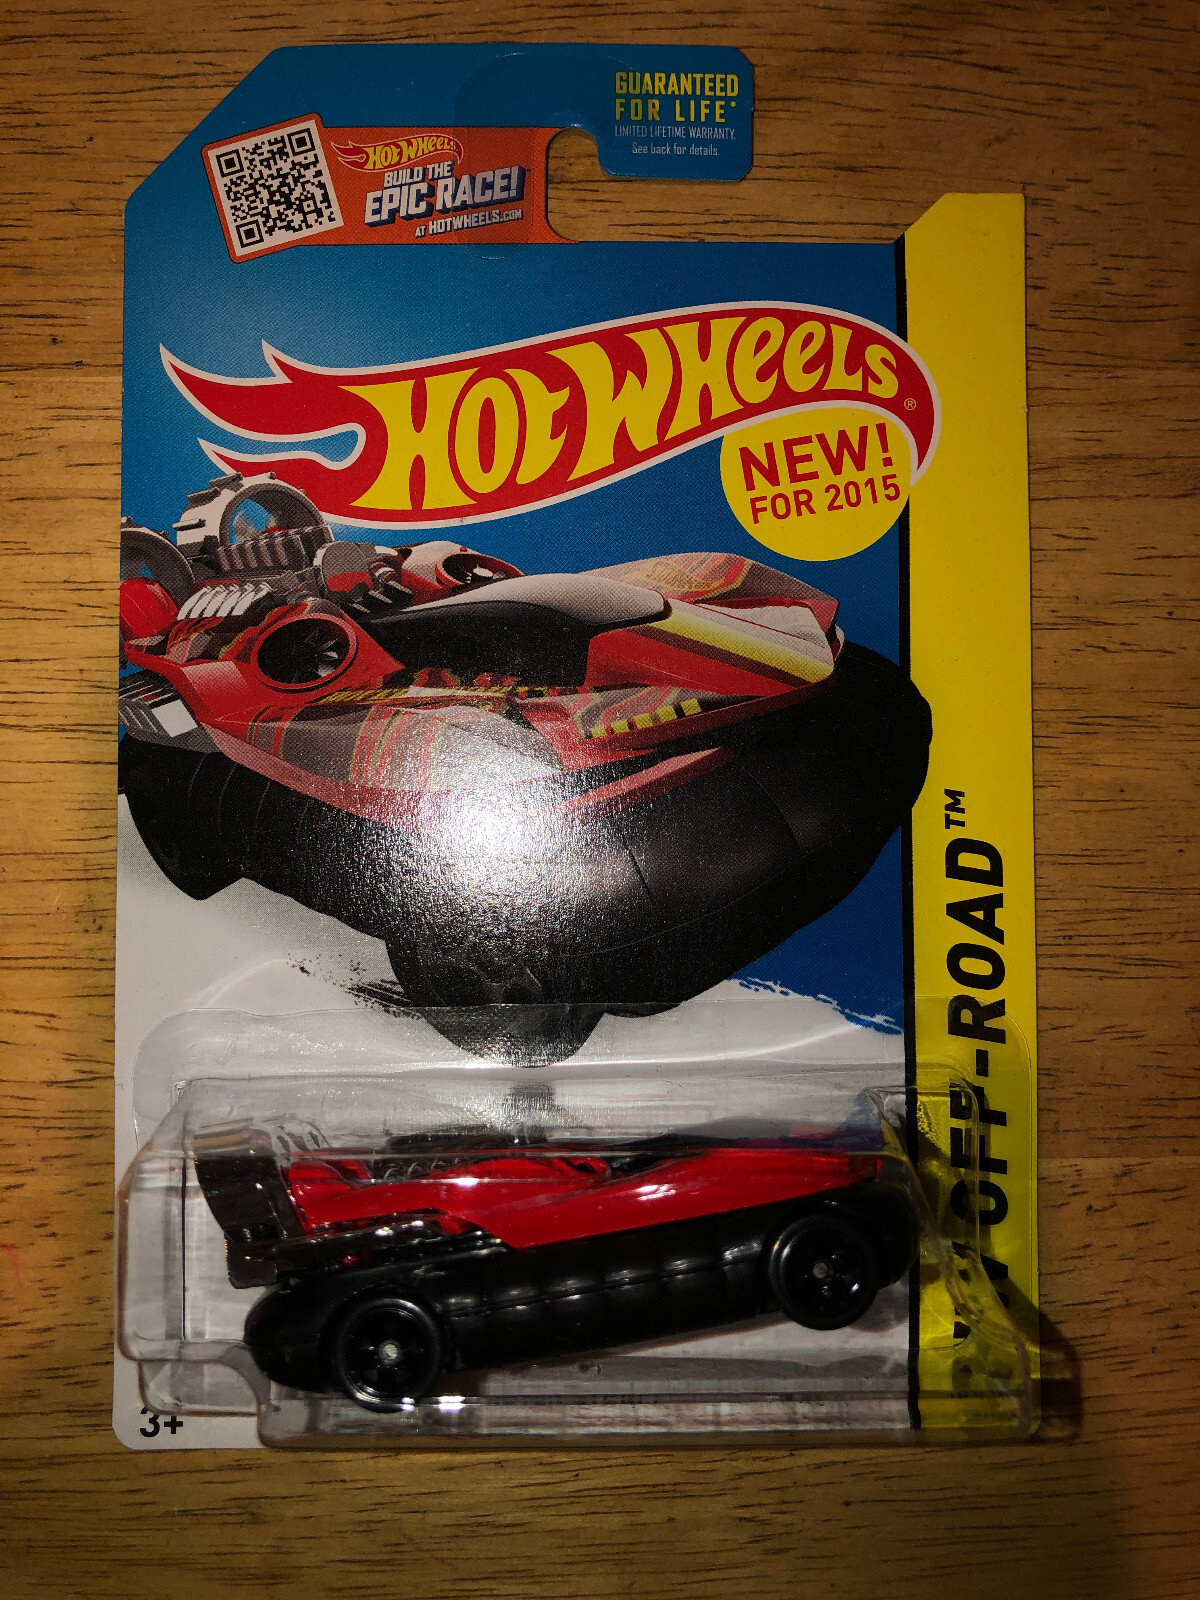 GUARANTEED
FOR LIFE*
LIMITED LIFETIME WARRANTY.
See back for details.
HOT WHEELS
BUILD THE
EPIC RACE!
AT HOTWHEELS.COM
HOT WHEELS®
NEW!
FOR 2015
OFF-ROAD™
3+